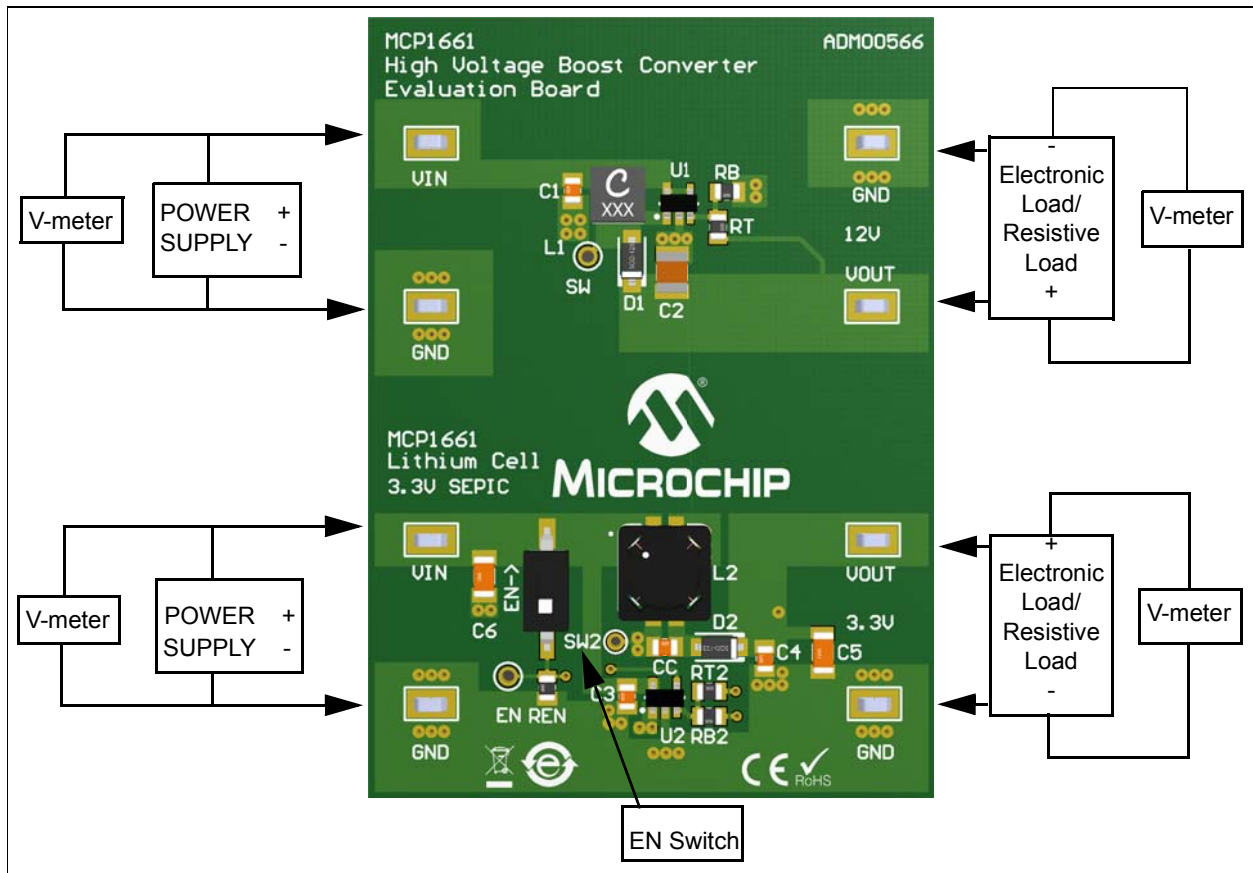 MCP1661
High Voltage Boost Converter
Evaluation Board
ADM00566
V-meter
POWER +
SUPPLY -
VIN
GND
C1
C
XXX
L1
SW
D1
U1
RB
RT
C2
GND
12V
VOUT
-
Electronic
Load/
Resistive
Load
+
V-meter
MICROCHIP
®
MCP1661
Lithium Cell
3.3V SEPIC
V-meter
POWER +
SUPPLY -
VIN
GND
C6
EN->
SW2
EN REN
L2
D2
CC
C4
C5
C3
RT2
U2
RB2
VOUT
3.3V
GND
e
CE
RoHS
+
Electronic
Load/
Resistive
Load
-
V-meter
EN Switch